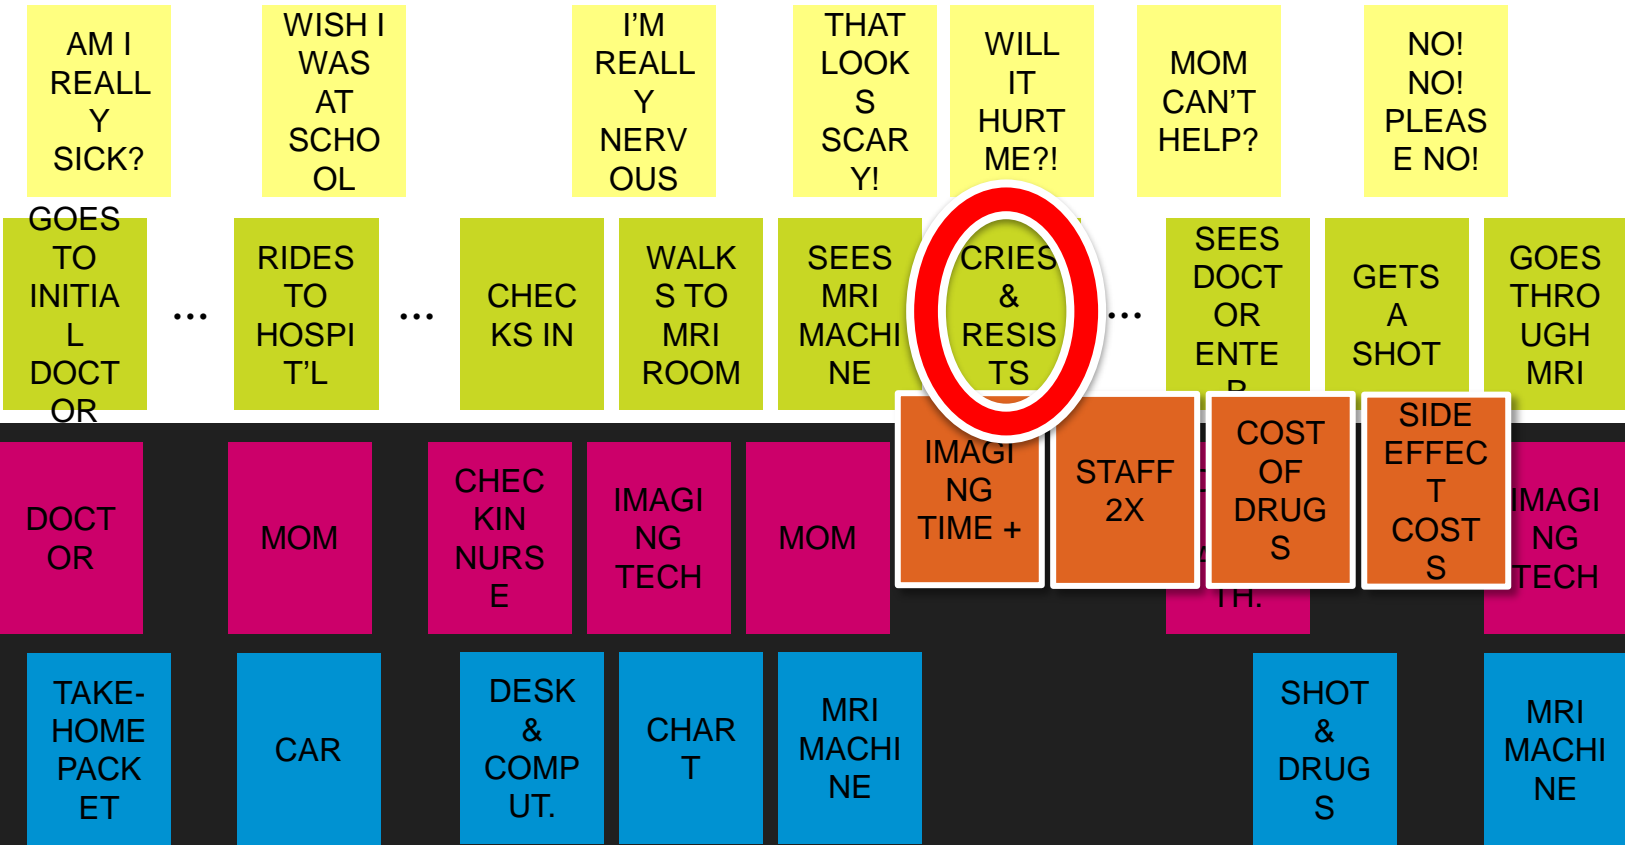 AM I
REALL
Y
SICK?
WISH I
WAS
AT
SCHO
OL
I'M
REALL
Y
NERV
OUS
THAT
LOOK
S
SCAR
Y!
WILL
IT
HURT
ME?!
MOM
CAN'T
HELP?
NO!
NO!
PLEAS
E NO!
GOES
TO
INITIA
L
DOCT
OR
...
RIDES
TO
HOSPI
T'L
...
CHEC
KS IN
WALK
S TO
MRI
ROOM
SEES
MRI
MACHI
NE
CRIES
&
RESIS
TS
...
SEES
DOCT
OR
ENTE
R
GETS
A
SHOT
GOES
THRO
UGH
MRI
IMAGI
NG
TIME +
STAFF
2X
COST
OF
DRUG
S
SIDE
EFFEC
T
COST
S
DOCT
OR
MOM
CHEC
KIN
NURS
E
IMAGI
NG
TECH
MOM
TH.
IMAGI
NG
TECH
TAKE-
HOME
PACK
ET
CAR
DESK
&
COMP
UT.
CHAR
T
MRI
MACHI
NE
SHOT
&
DRUG
S
MRI
MACHI
NE